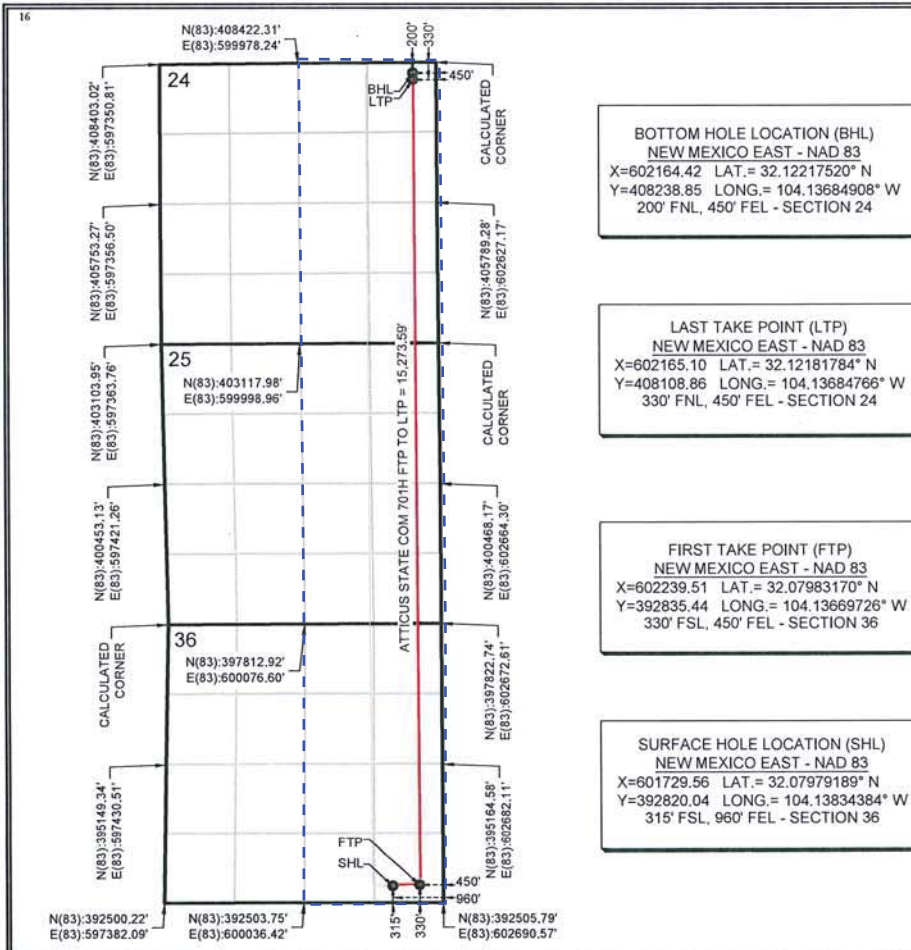 16
N(83):408422.31'
E(83):599978.24'
200'
330'
450'
24
BHL
LTP
N(83):408403.02'
E(83):597350.81'
CALCULATED
CORNER
N(83):405753.27'
E(83):597356.50'
N(83):405789.28'
E(83):602627.17'
25
N(83):403117.98'
E(83):599998.96'
N(83):403103.95'
E(83):597363.76'
CALCULATED
CORNER
ATTICUS STATE COM 701H FTP TO LTP = 15,273.59'
N(83):400453.13'
E(83):597421.26'
N(83):400468.17'
E(83):602664.30'
36
N(83):397812.92'
E(83):600076.60'
CALCULATED
CORNER
N(83):397822.74'
E(83):602672.61'
N(83):395149.34'
E(83):597430.51'
N(83):395164.58'
E(83):602682.11'
FTP
SHL
450'
960'
315'
330'
N(83):392500.22'
E(83):597382.09'
N(83):392503.75'
E(83):600036.42'
N(83):392505.79'
E(83):602690.57'
BOTTOM HOLE LOCATION (BHL)
NEW MEXICO EAST - NAD 83
X=602164.42 LAT.= 32.12217520° N
Y=408238.85 LONG.= 104.13684908° W
200' FNL, 450' FEL - SECTION 24
LAST TAKE POINT (LTP)
NEW MEXICO EAST - NAD 83
X=602165.10 LAT.= 32.12181784° N
Y=408108.86 LONG.= 104.13684766° W
330' FNL, 450' FEL - SECTION 24
FIRST TAKE POINT (FTP)
NEW MEXICO EAST - NAD 83
X=602239.51 LAT.= 32.07983170° N
Y=392835.44 LONG.= 104.13669726° W
330' FSL, 450' FEL - SECTION 36
SURFACE HOLE LOCATION (SHL)
NEW MEXICO EAST - NAD 83
X=601729.56 LAT.= 32.07979189° N
Y=392820.04 LONG.= 104.13834384° W
315' FSL, 960' FEL - SECTION 36